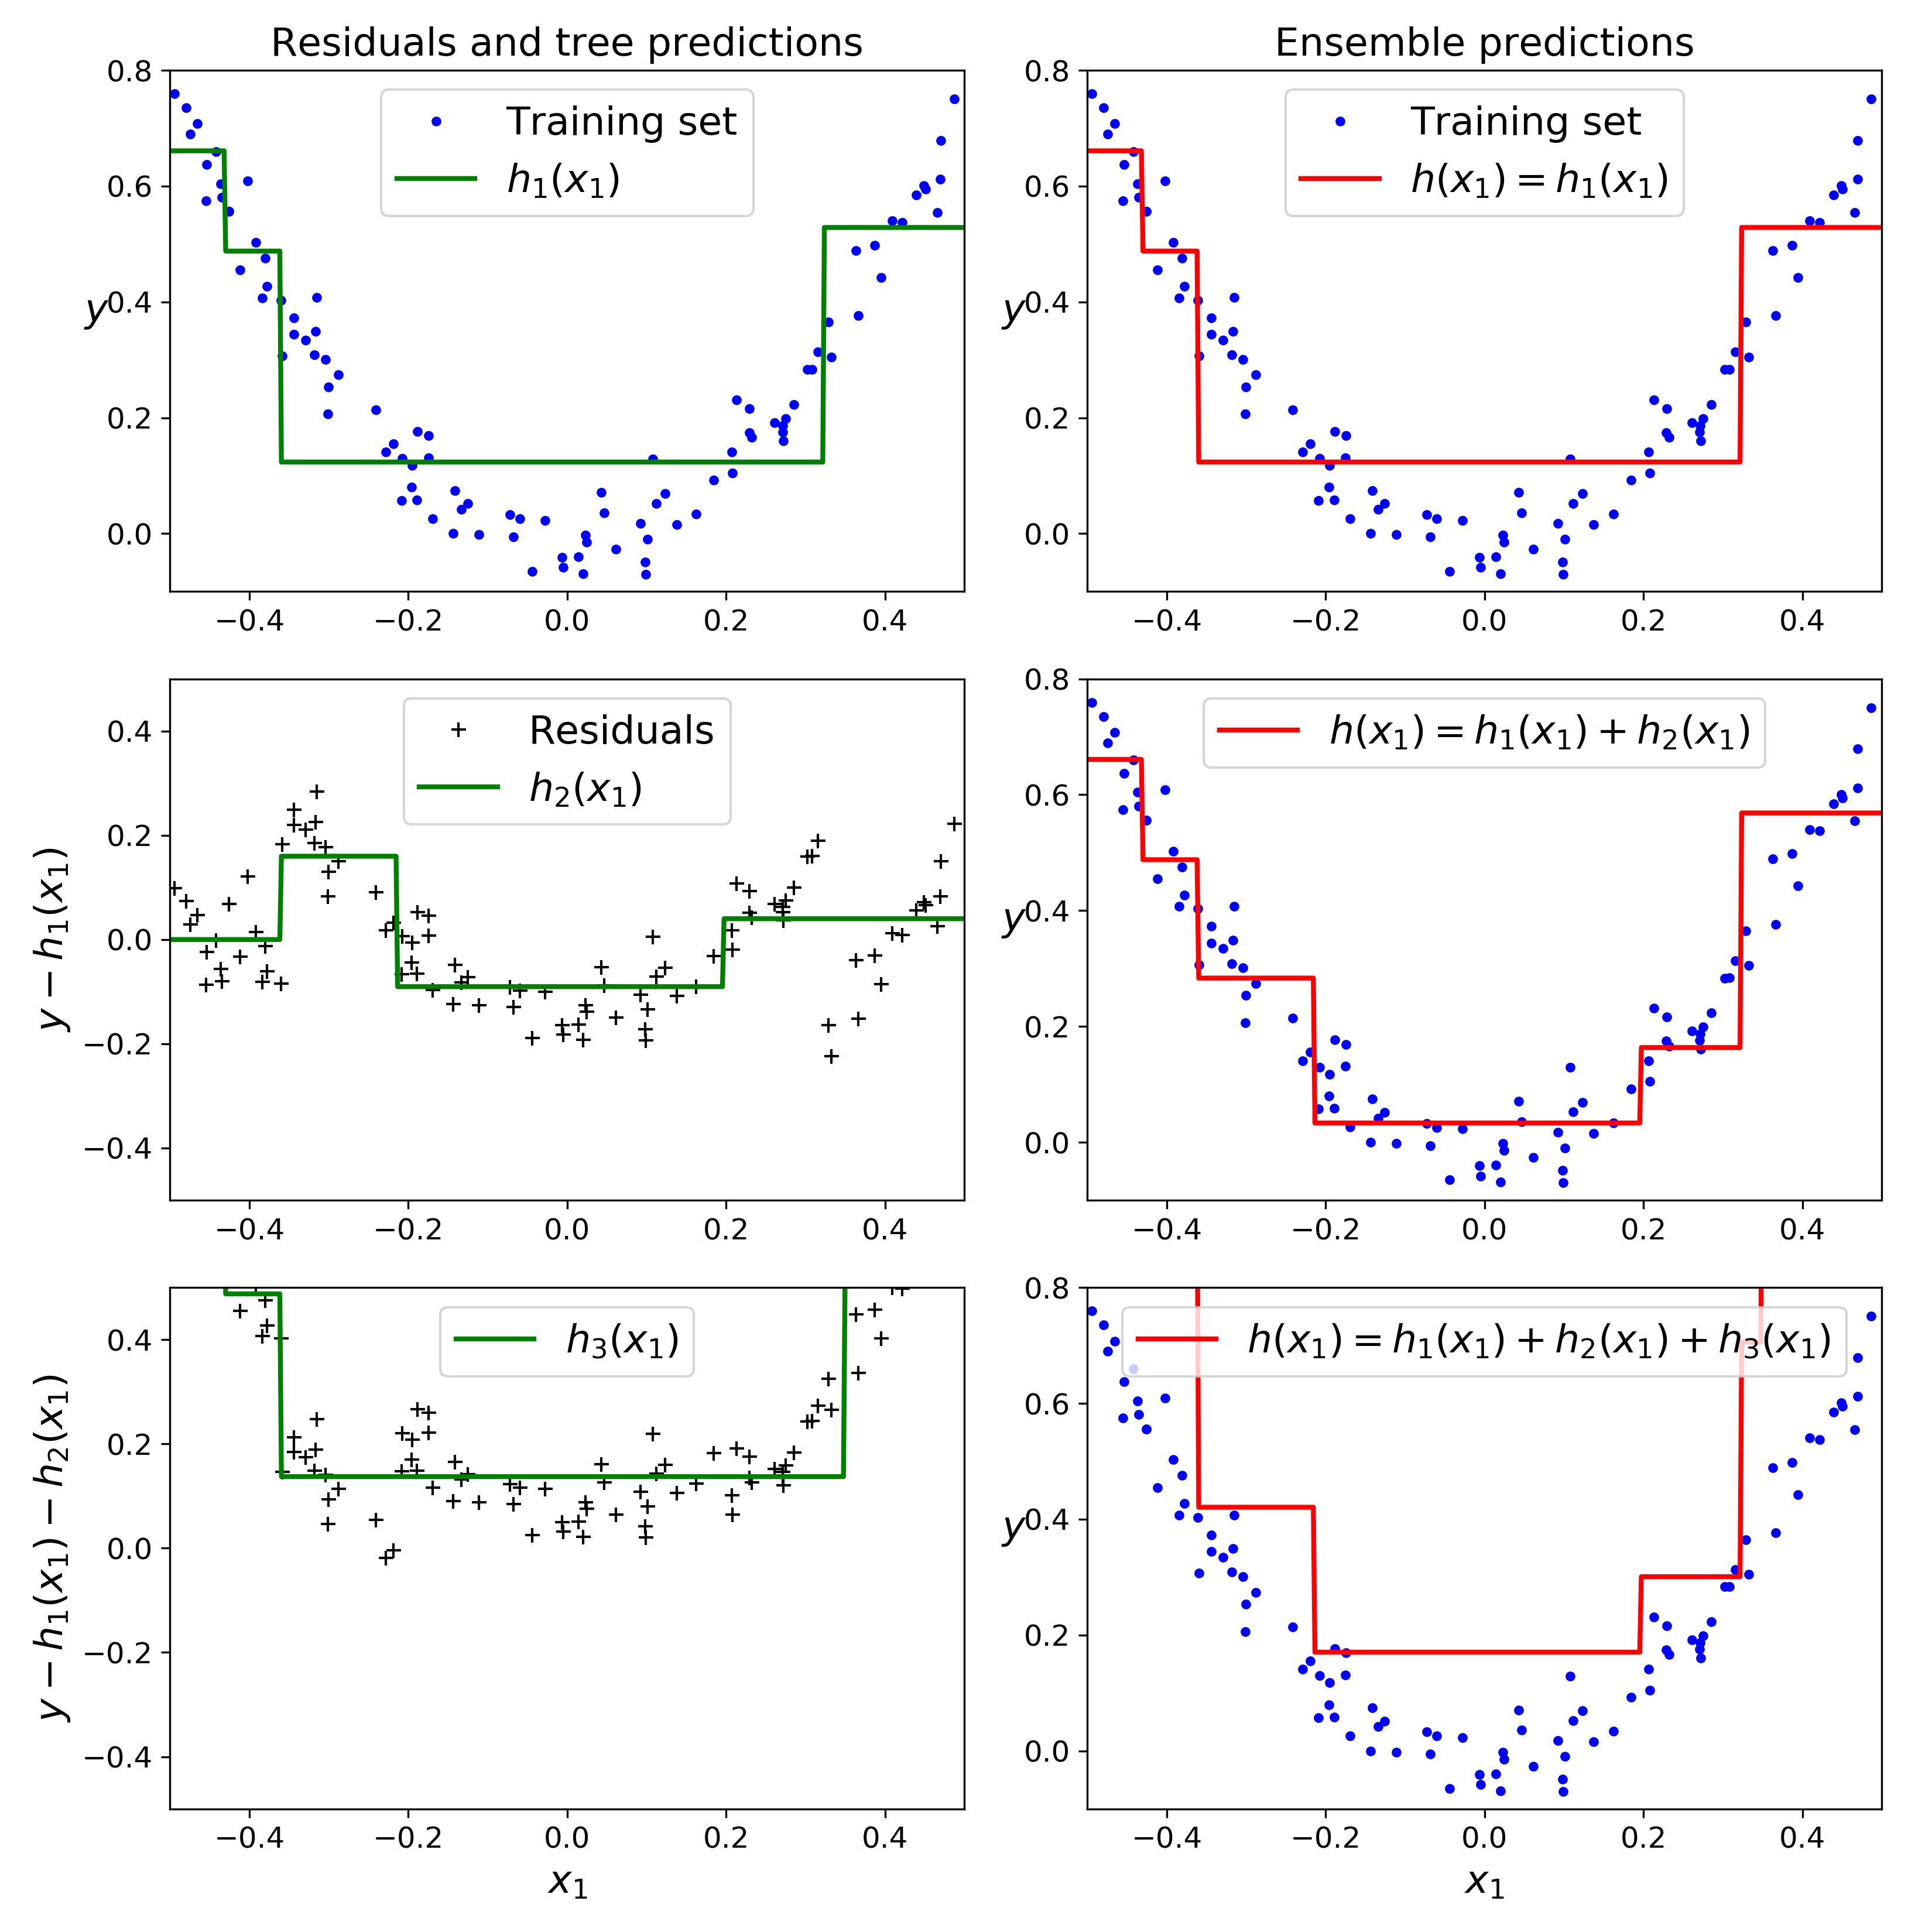 Residuals and tree predictions
Ensemble predictions
0.8
0.6
0.4
0.2
0.0
y
Training set
h₁(x₁)
−0.4 −0.2 0.0 0.2 0.4
0.8
0.6
0.4
0.2
0.0
y
Training set
h(x₁) = h₁(x₁)
−0.4 −0.2 0.0 0.2 0.4
0.4
0.2
0.0
−0.2
−0.4
y − h₁(x₁)
Residuals
h₂(x₁)
−0.4 −0.2 0.0 0.2 0.4
0.8
0.6
0.4
0.2
0.0
y
h(x₁) = h₁(x₁) + h₂(x₁)
−0.4 −0.2 0.0 0.2 0.4
0.4
0.2
0.0
−0.2
−0.4
y − h₁(x₁) − h₂(x₁)
h₃(x₁)
−0.4 −0.2 0.0 0.2 0.4
x₁
0.8
0.6
0.4
0.2
0.0
y
h(x₁) = h₁(x₁) + h₂(x₁) + h₃(x₁)
−0.4 −0.2 0.0 0.2 0.4
x₁